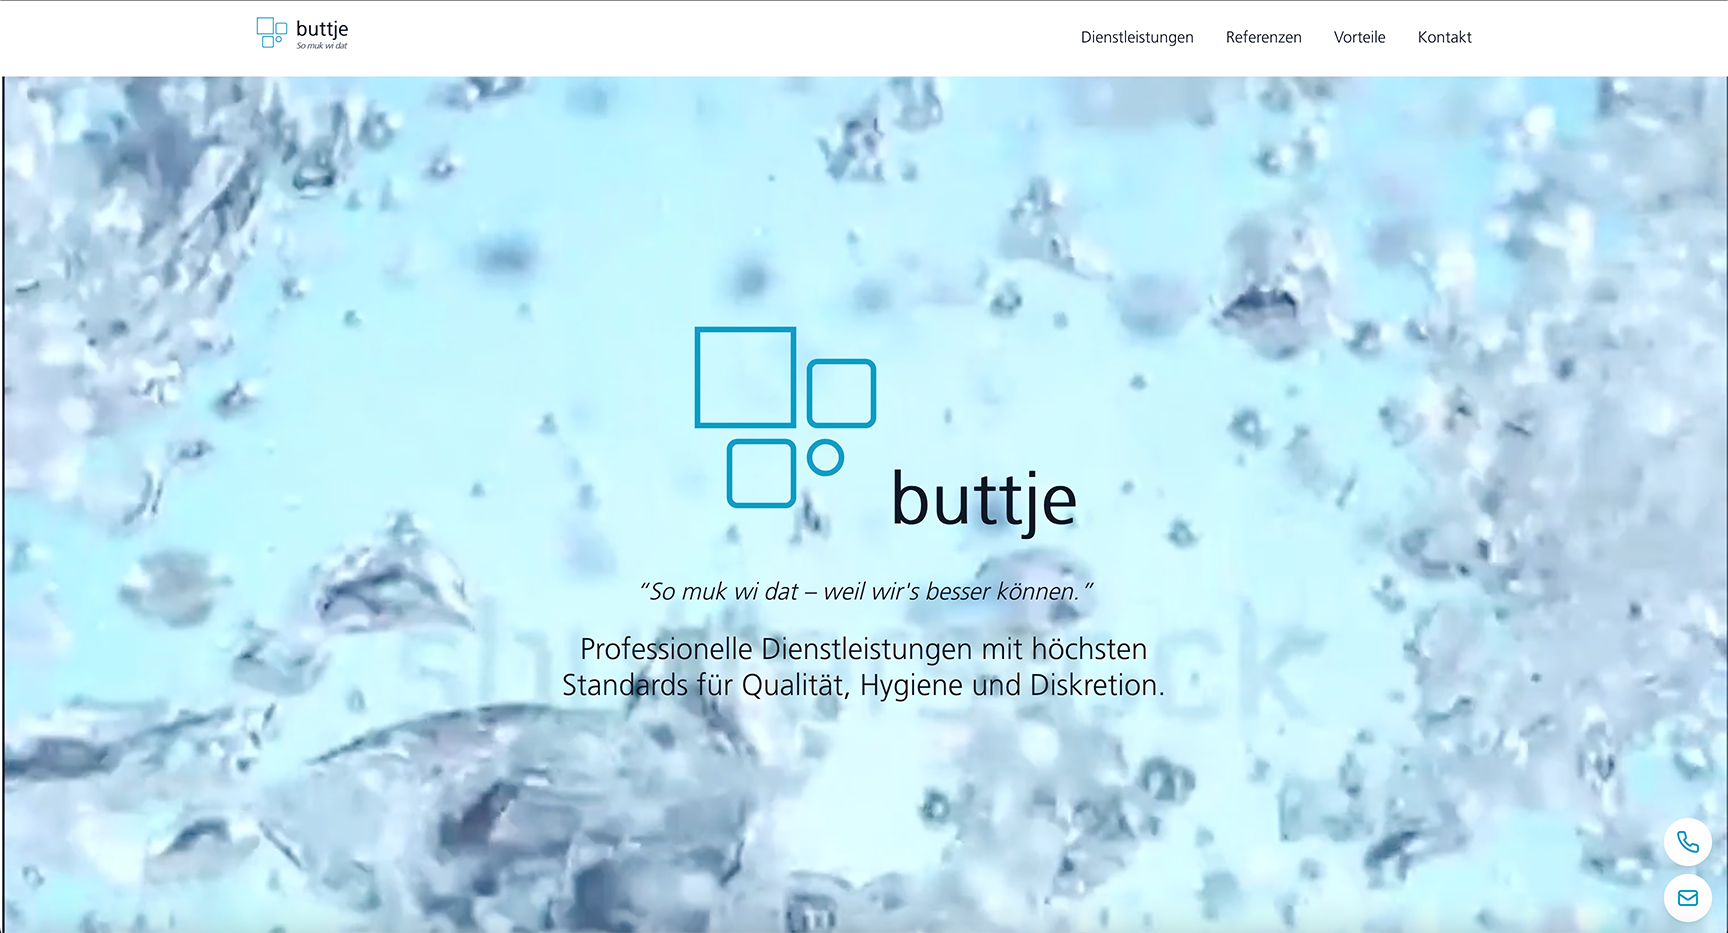 buttje
So muk wi dat
Dienstleistungen Referenzen Vorteile Kontakt
buttje
“So muk wi dat – weil wir's besser können.”
Professionelle Dienstleistungen mit höchsten
Standards für Qualität, Hygiene und Diskretion.